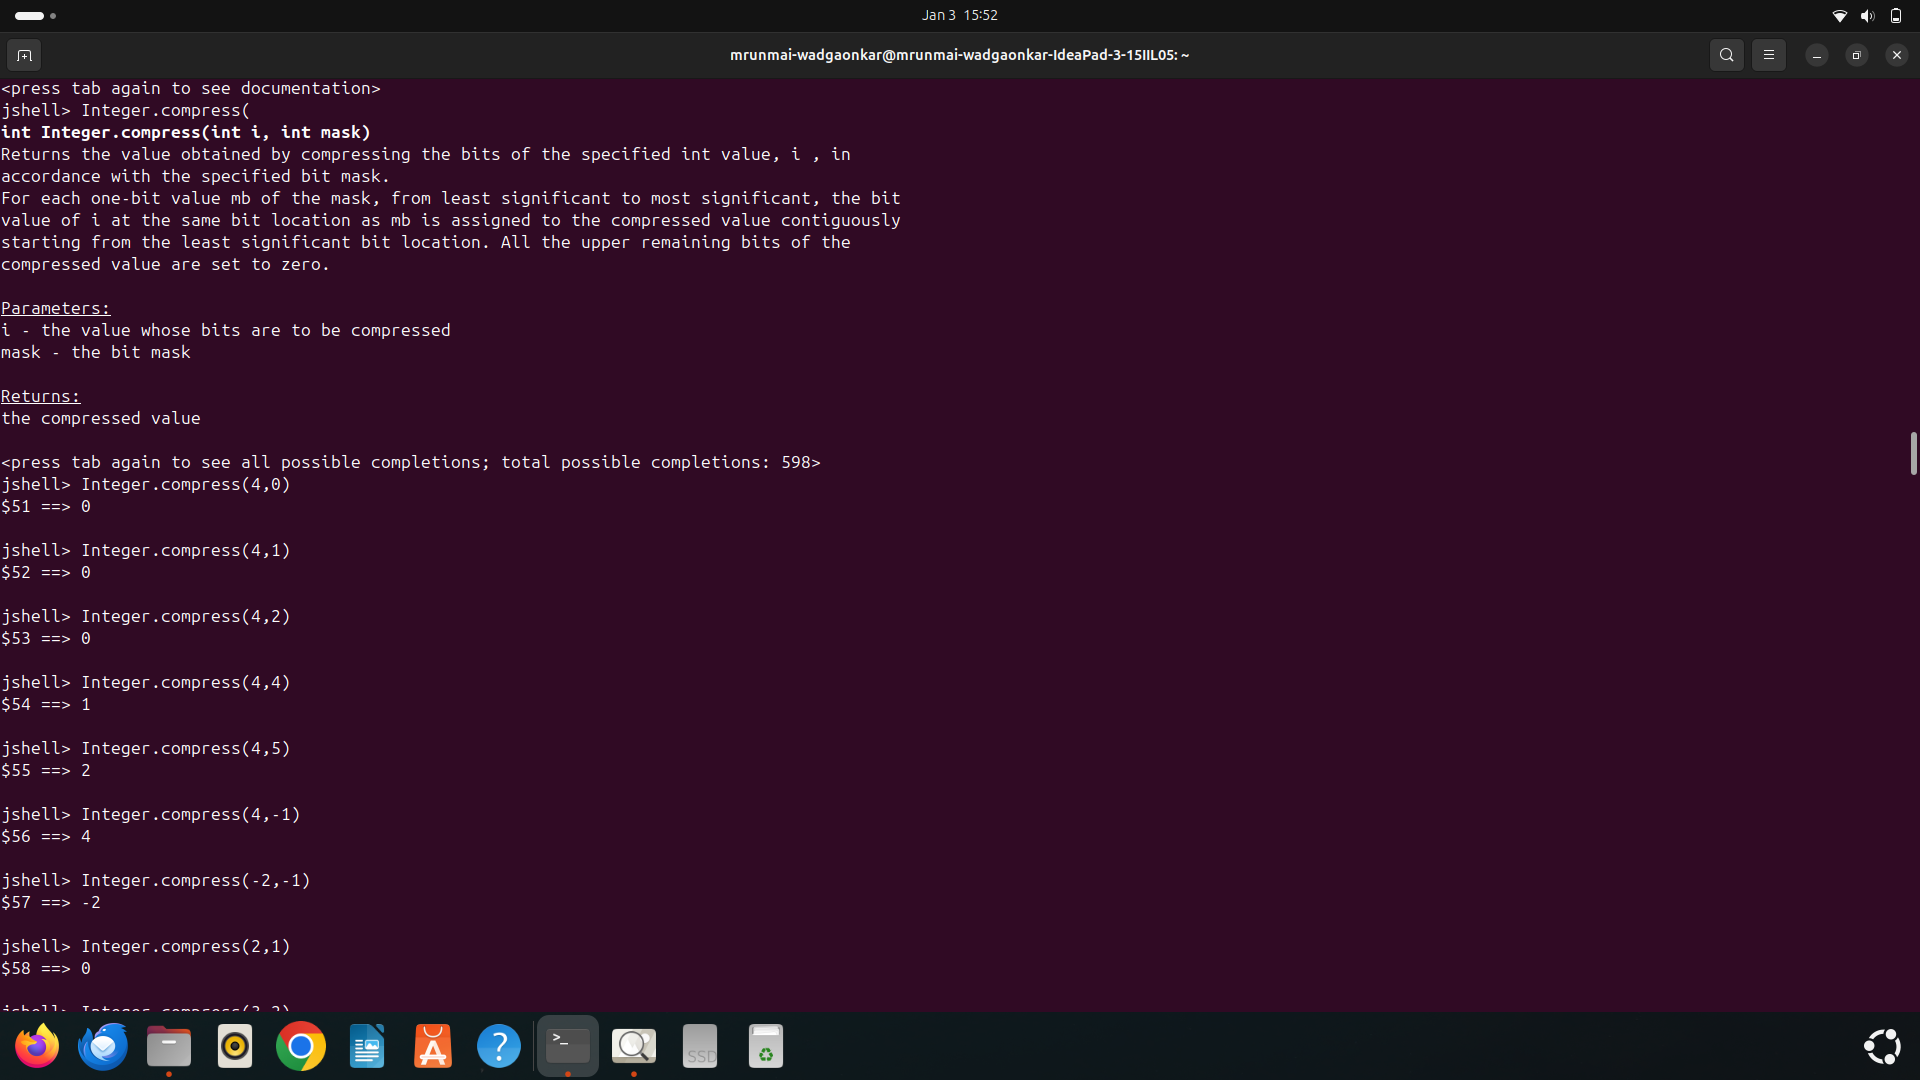 Jan 3 15:52
mrunmai-wadgaonkar@mrunmai-wadgaonkar-IdeaPad-3-15IIL05: ~
<press tab again to see documentation>
jshell> Integer.compress(
int Integer.compress(int i, int mask)
Returns the value obtained by compressing the bits of the specified int value, i , in
accordance with the specified bit mask.
For each one-bit value mb of the mask, from least significant to most significant, the bit
value of i at the same bit location as mb is assigned to the compressed value contiguously
starting from the least significant bit location. All the upper remaining bits of the
compressed value are set to zero.
Parameters:
i - the value whose bits are to be compressed
mask - the bit mask
Returns:
the compressed value
<press tab again to see all possible completions; total possible completions: 598>
jshell> Integer.compress(4,0)
$51 ==> 0
jshell> Integer.compress(4,1)
$52 ==> 0
jshell> Integer.compress(4,2)
$53 ==> 0
jshell> Integer.compress(4,4)
$54 ==> 1
jshell> Integer.compress(4,5)
$55 ==> 2
jshell> Integer.compress(4,-1)
$56 ==> 4
jshell> Integer.compress(-2,-1)
$57 ==> -2
jshell> Integer.compress(2,1)
$58 ==> 0
SSD